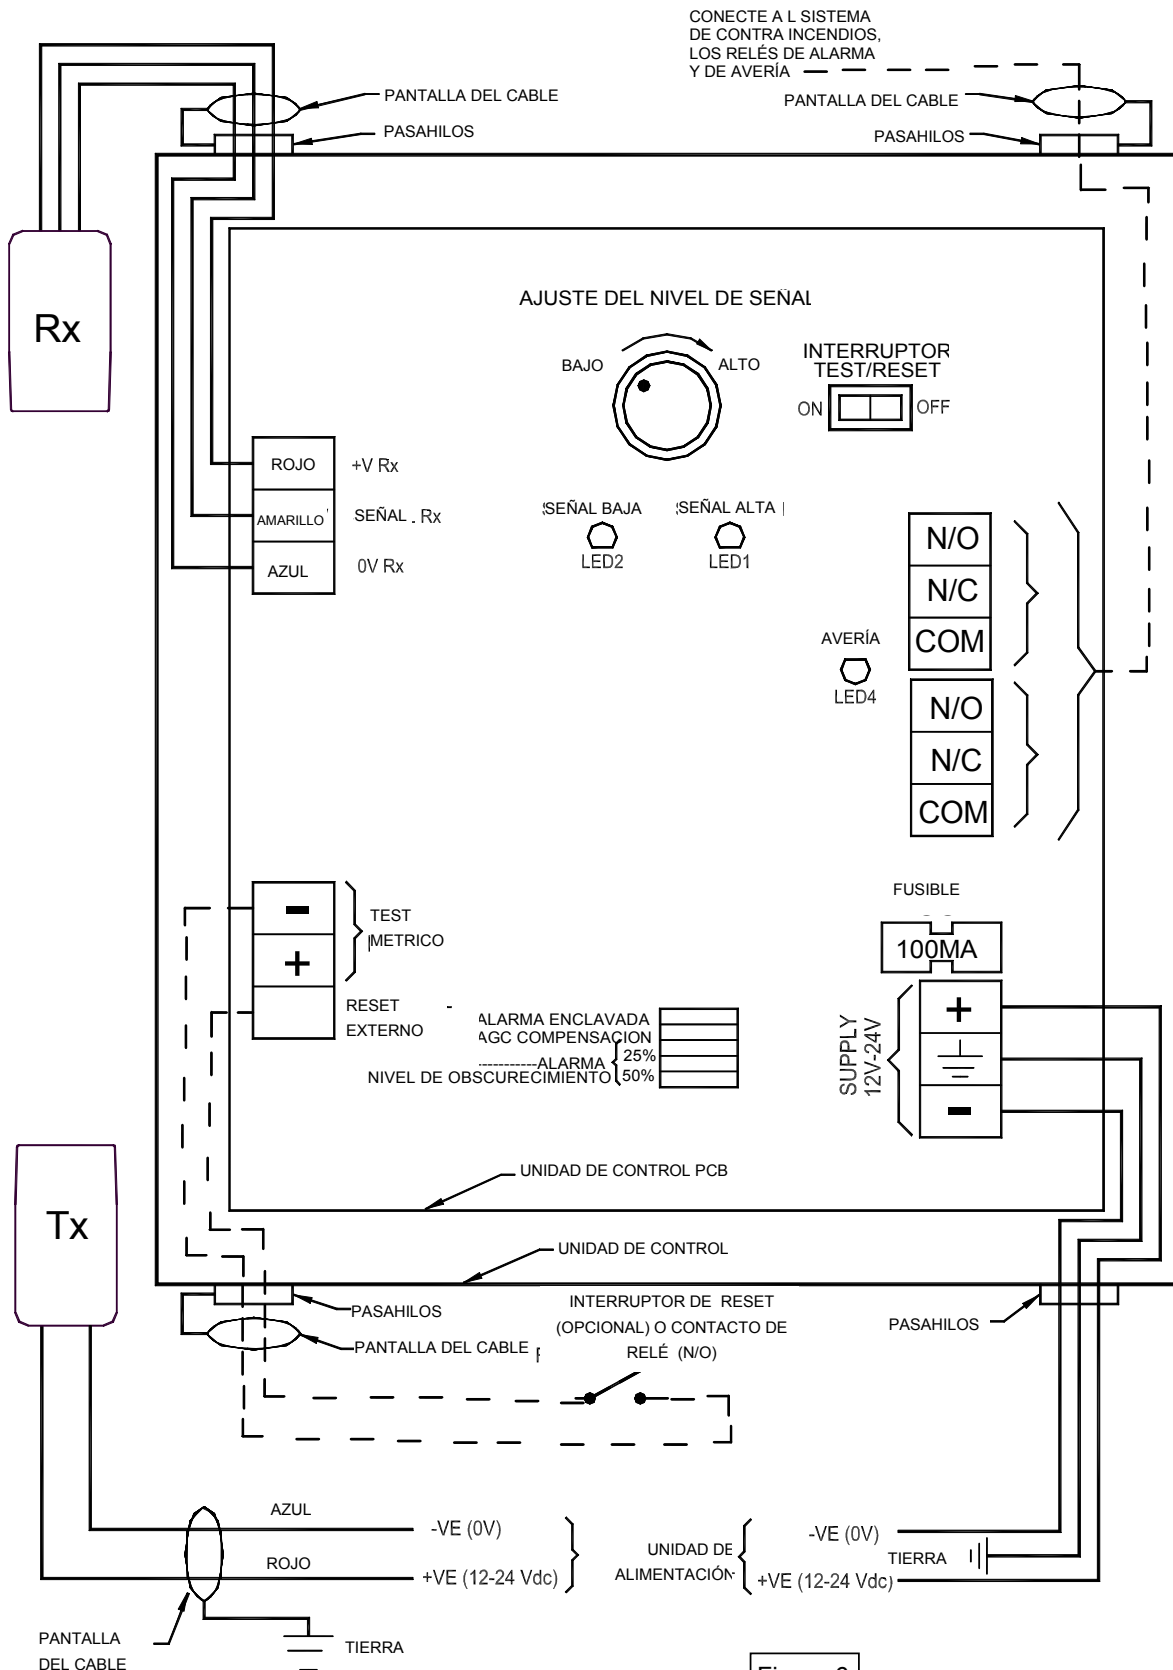 CONECTE A L SISTEMA
DE CONTRA INCENDIOS,
LOS RELÉS DE ALARMA
Y DE AVERÍA
PANTALLA DEL CABLE
PASAHILOS
PANTALLA DEL CABLE
PASAHILOS
Rx
AJUSTE DEL NIVEL DE SEÑAL
BAJO
ALTO
INTERRUPTOR
TEST/RESET
ON
OFF
ROJO
+V Rx
AMARILLO
SEÑAL . Rx
AZUL
0V Rx
SEÑAL BAJA
LED2
SEÑAL ALTA
LED1
AVERÍA
LED4
N/O
N/C
COM
N/O
N/C
COM
FUSIBLE
100MA
-
+
TEST
METRICO
RESET
EXTERNO
ALARMA ENCLAVADA
AGC COMPENSACION
-----------ALARMA
NIVEL DE OBSCURECIMIENTO
25%
50%
SUPPLY
12V-24V
+
-
UNIDAD DE CONTROL PCB
Tx
UNIDAD DE CONTROL
PASAHILOS
PANTALLA DEL CABLE
INTERRUPTOR DE RESET
(OPCIONAL) O CONTACTO DE
RELÉ (N/O)
PASAHILOS
AZUL
-VE (0V)
ROJO
+VE (12-24 Vdc)
UNIDAD DE
ALIMENTACIÓN
-VE (0V)
TIERRA
+VE (12-24 Vdc)
PANTALLA
DEL CABLE
TIERRA